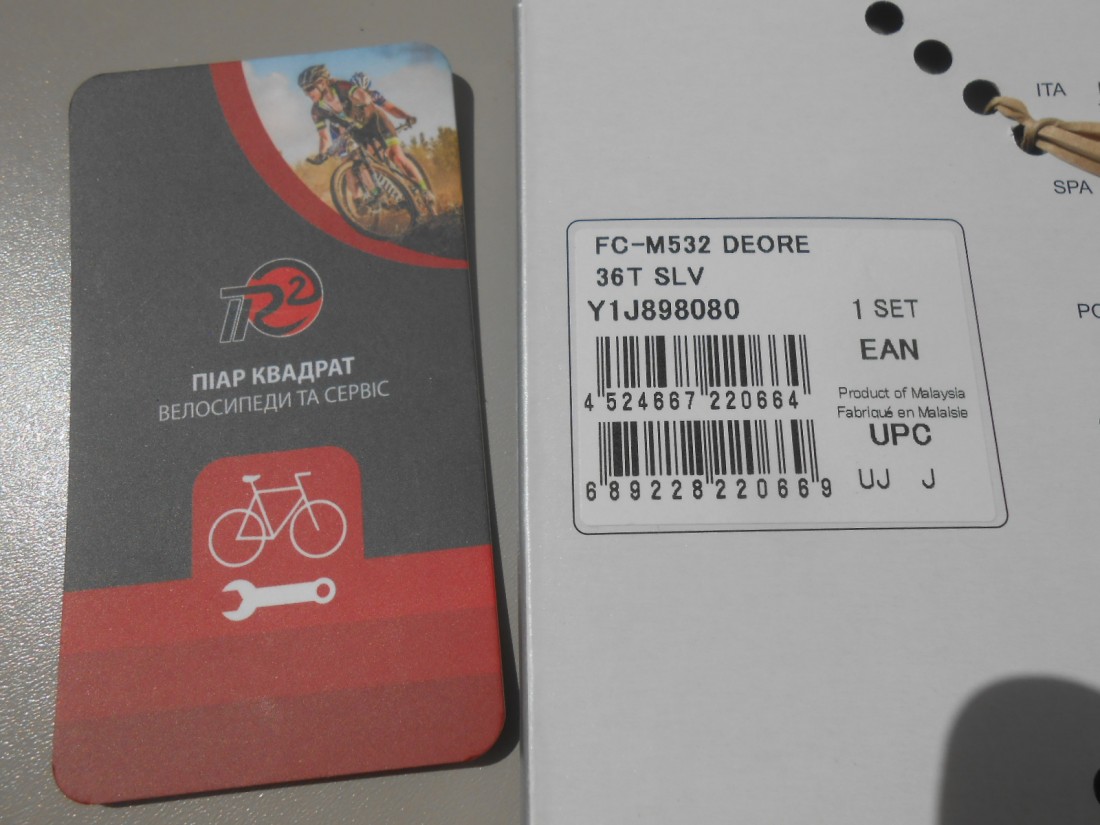 ПR2
ПІАР КВАДРАТ
ВЕЛОСИПЕДИ ТА СЕРВІС
ITA
SPA
FC-M532 DEORE
36T SLV
Y1J898080 1 SET
EAN
4 524667 220664
Product of Malaysia
Fabriqué en Malaisie
UPC
6 89228 22066 9
UJ J